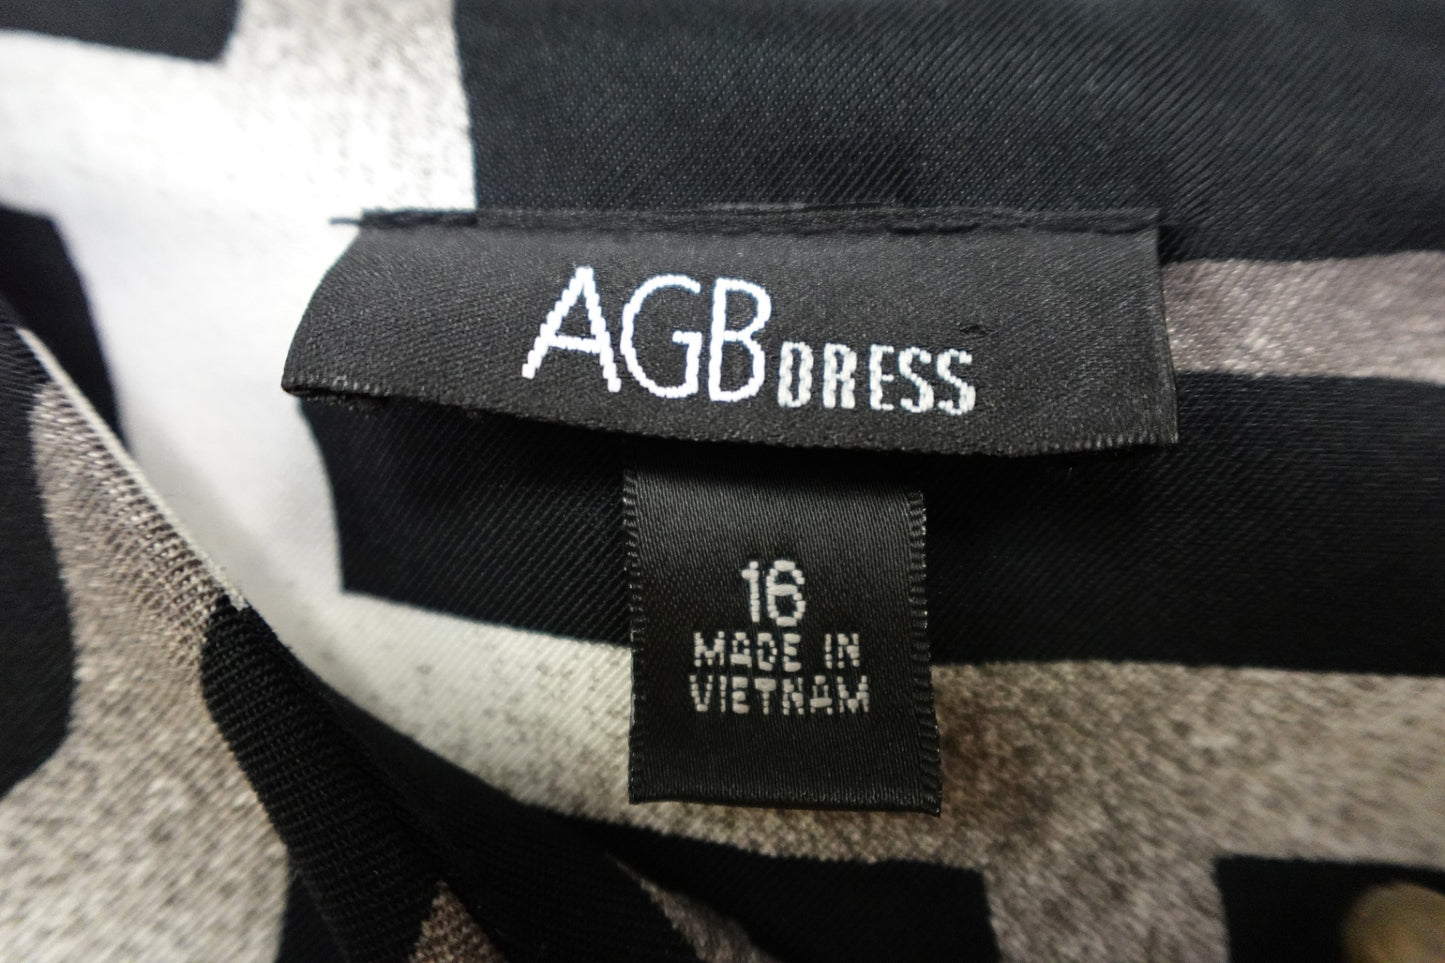 AGB DRESS
16
MADE IN
VIETNAM